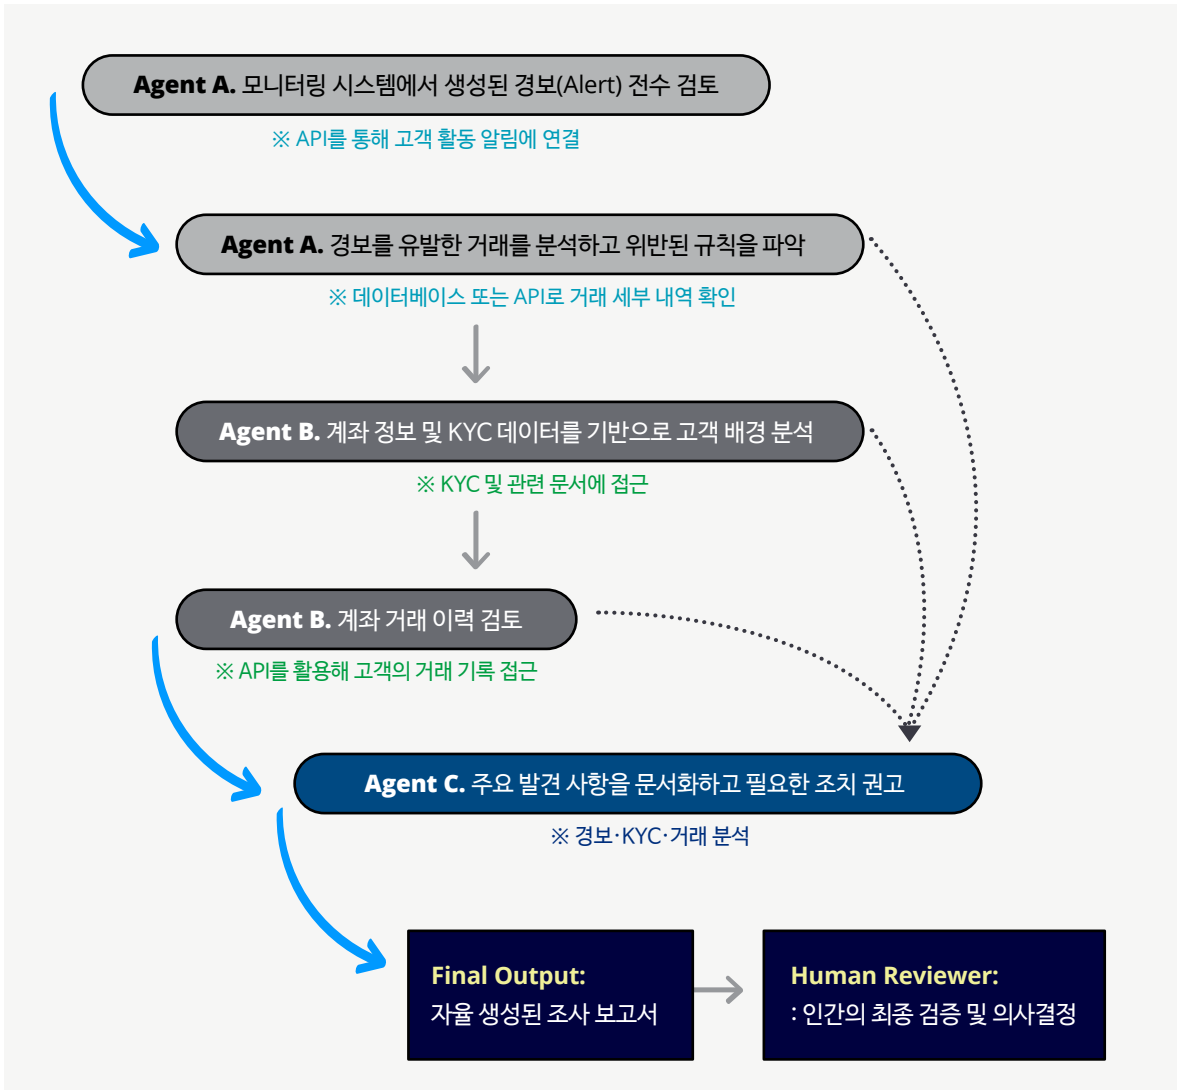 Agent A. 모니터링 시스템에서 생성된 경보(Alert) 전수 검토
※ API를 통해 고객 활동 알림에 연결
Agent A. 경보를 유발한 거래를 분석하고 위반된 규칙을 파악
※ 데이터베이스 또는 API로 거래 세부 내역 확인
Agent B. 계좌 정보 및 KYC 데이터를 기반으로 고객 배경 분석
※ KYC 및 관련 문서에 접근
Agent B. 계좌 거래 이력 검토
※ API를 활용해 고객의 거래 기록 접근
Agent C. 주요 발견 사항을 문서화하고 필요한 조치 권고
※ 경보·KYC·거래 분석
Final Output:
자율 생성된 조사 보고서
Human Reviewer:
: 인간의 최종 검증 및 의사결정